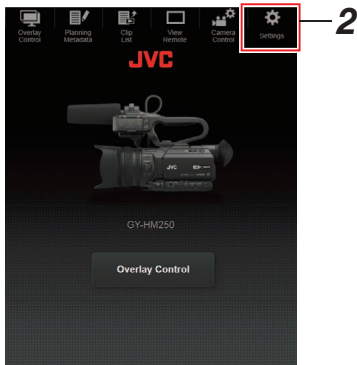 Overlay
Control
Planning
Metadata
Clip
List
View
Remote
Camera
Control
Settings
2
JVC
JVC
GY-HM250
Overlay Control